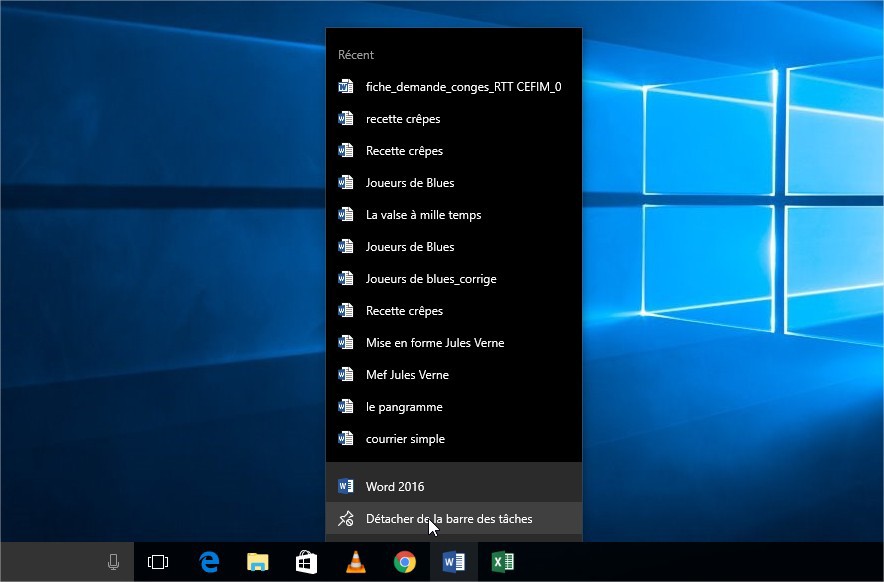 Récent
fiche_demande_conges_RTT CEFIM_0
recette crêpes
Recette crêpes
Joueurs de Blues
La valse à mille temps
Joueurs de Blues
Joueurs de blues_corrige
Recette crêpes
Mise en forme Jules Verne
Mef Jules Verne
le pangramme
courrier simple
Word 2016
Détacher de la barre des tâches